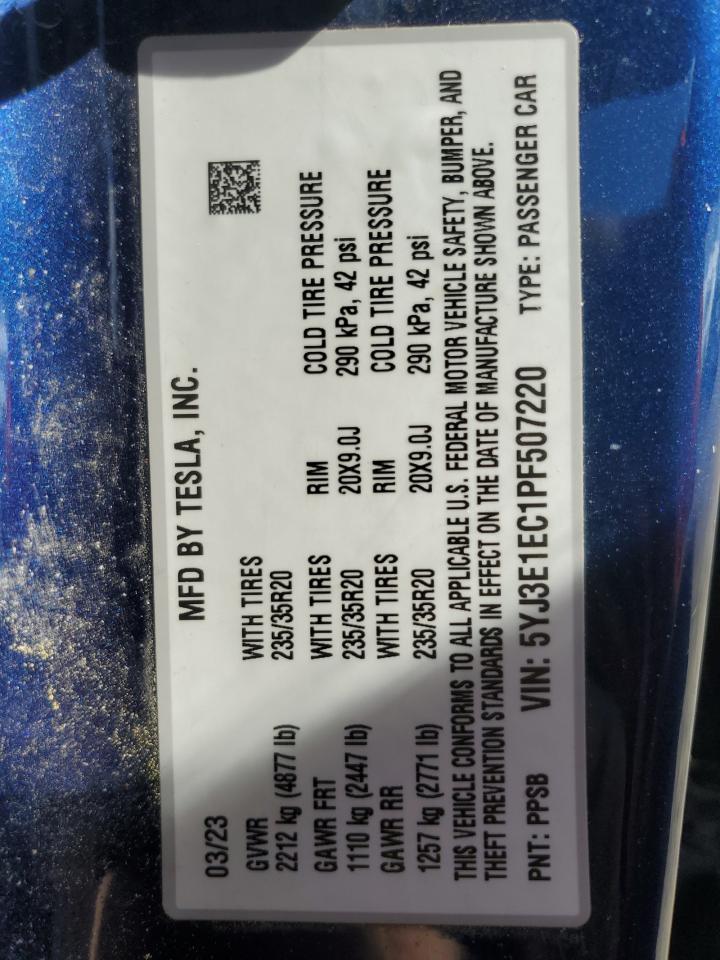 MFD BY TESLA, INC.
03/23
GVWR WITH TIRES
2212 kg (4877 lb) 235/35R20
GAWR FRT WITH TIRES RIM COLD TIRE PRESSURE
1110 kg (2447 lb) 235/35R20 20X9.0J 290 kPa, 42 psi
GAWR RR WITH TIRES RIM COLD TIRE PRESSURE
1257 kg (2771 lb) 235/35R20 20X9.0J 290 kPa, 42 psi
THIS VEHICLE CONFORMS TO ALL APPLICABLE U.S. FEDERAL MOTOR VEHICLE SAFETY, BUMPER, AND
THEFT PREVENTION STANDARDS IN EFFECT ON THE DATE OF MANUFACTURE SHOWN ABOVE.
PNT: PPSB VIN: 5YJ3E1EC1PF507220 TYPE: PASSENGER CAR